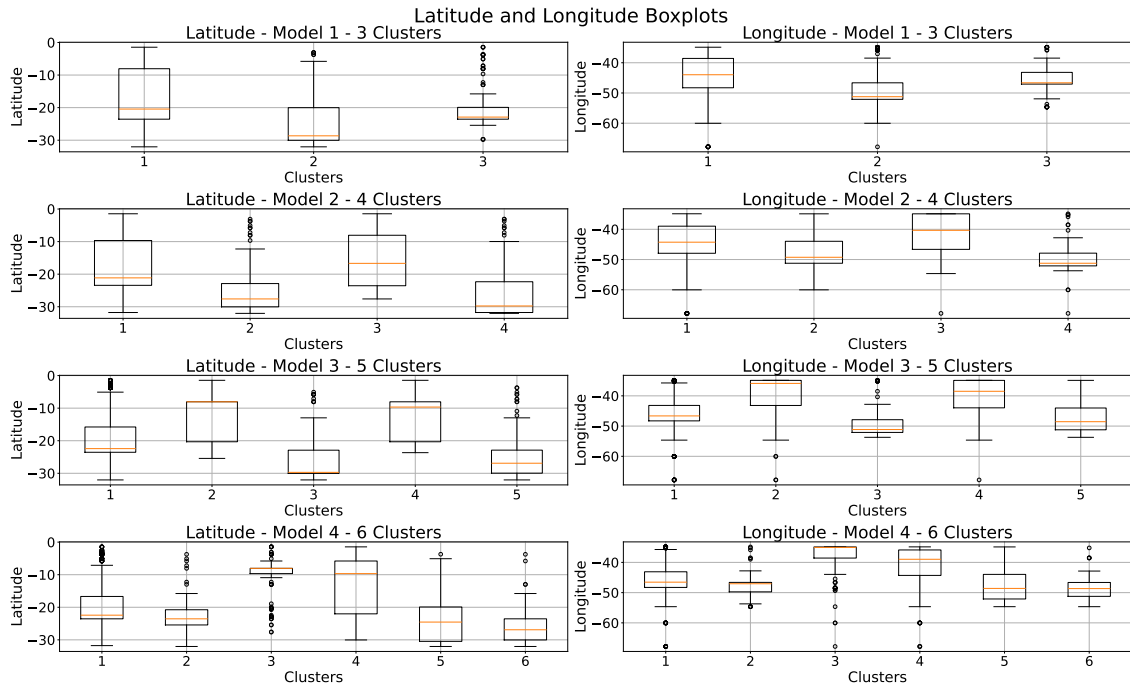 Latitude and Longitude Boxplots
Latitude - Model 1 - 3 Clusters
Latitude
0
−10
−20
−30
1 2 3
Clusters
Longitude - Model 1 - 3 Clusters
Longitude
−40
−50
−60
1 2 3
Clusters
Latitude - Model 2 - 4 Clusters
Latitude
0
−10
−20
−30
1 2 3 4
Clusters
Longitude - Model 2 - 4 Clusters
Longitude
−40
−50
−60
1 2 3 4
Clusters
Latitude - Model 3 - 5 Clusters
Latitude
0
−10
−20
−30
1 2 3 4 5
Clusters
Longitude - Model 3 - 5 Clusters
Longitude
−40
−50
−60
1 2 3 4 5
Clusters
Latitude - Model 4 - 6 Clusters
Latitude
0
−10
−20
−30
1 2 3 4 5 6
Clusters
Longitude - Model 4 - 6 Clusters
Longitude
−40
−50
−60
1 2 3 4 5 6
Clusters